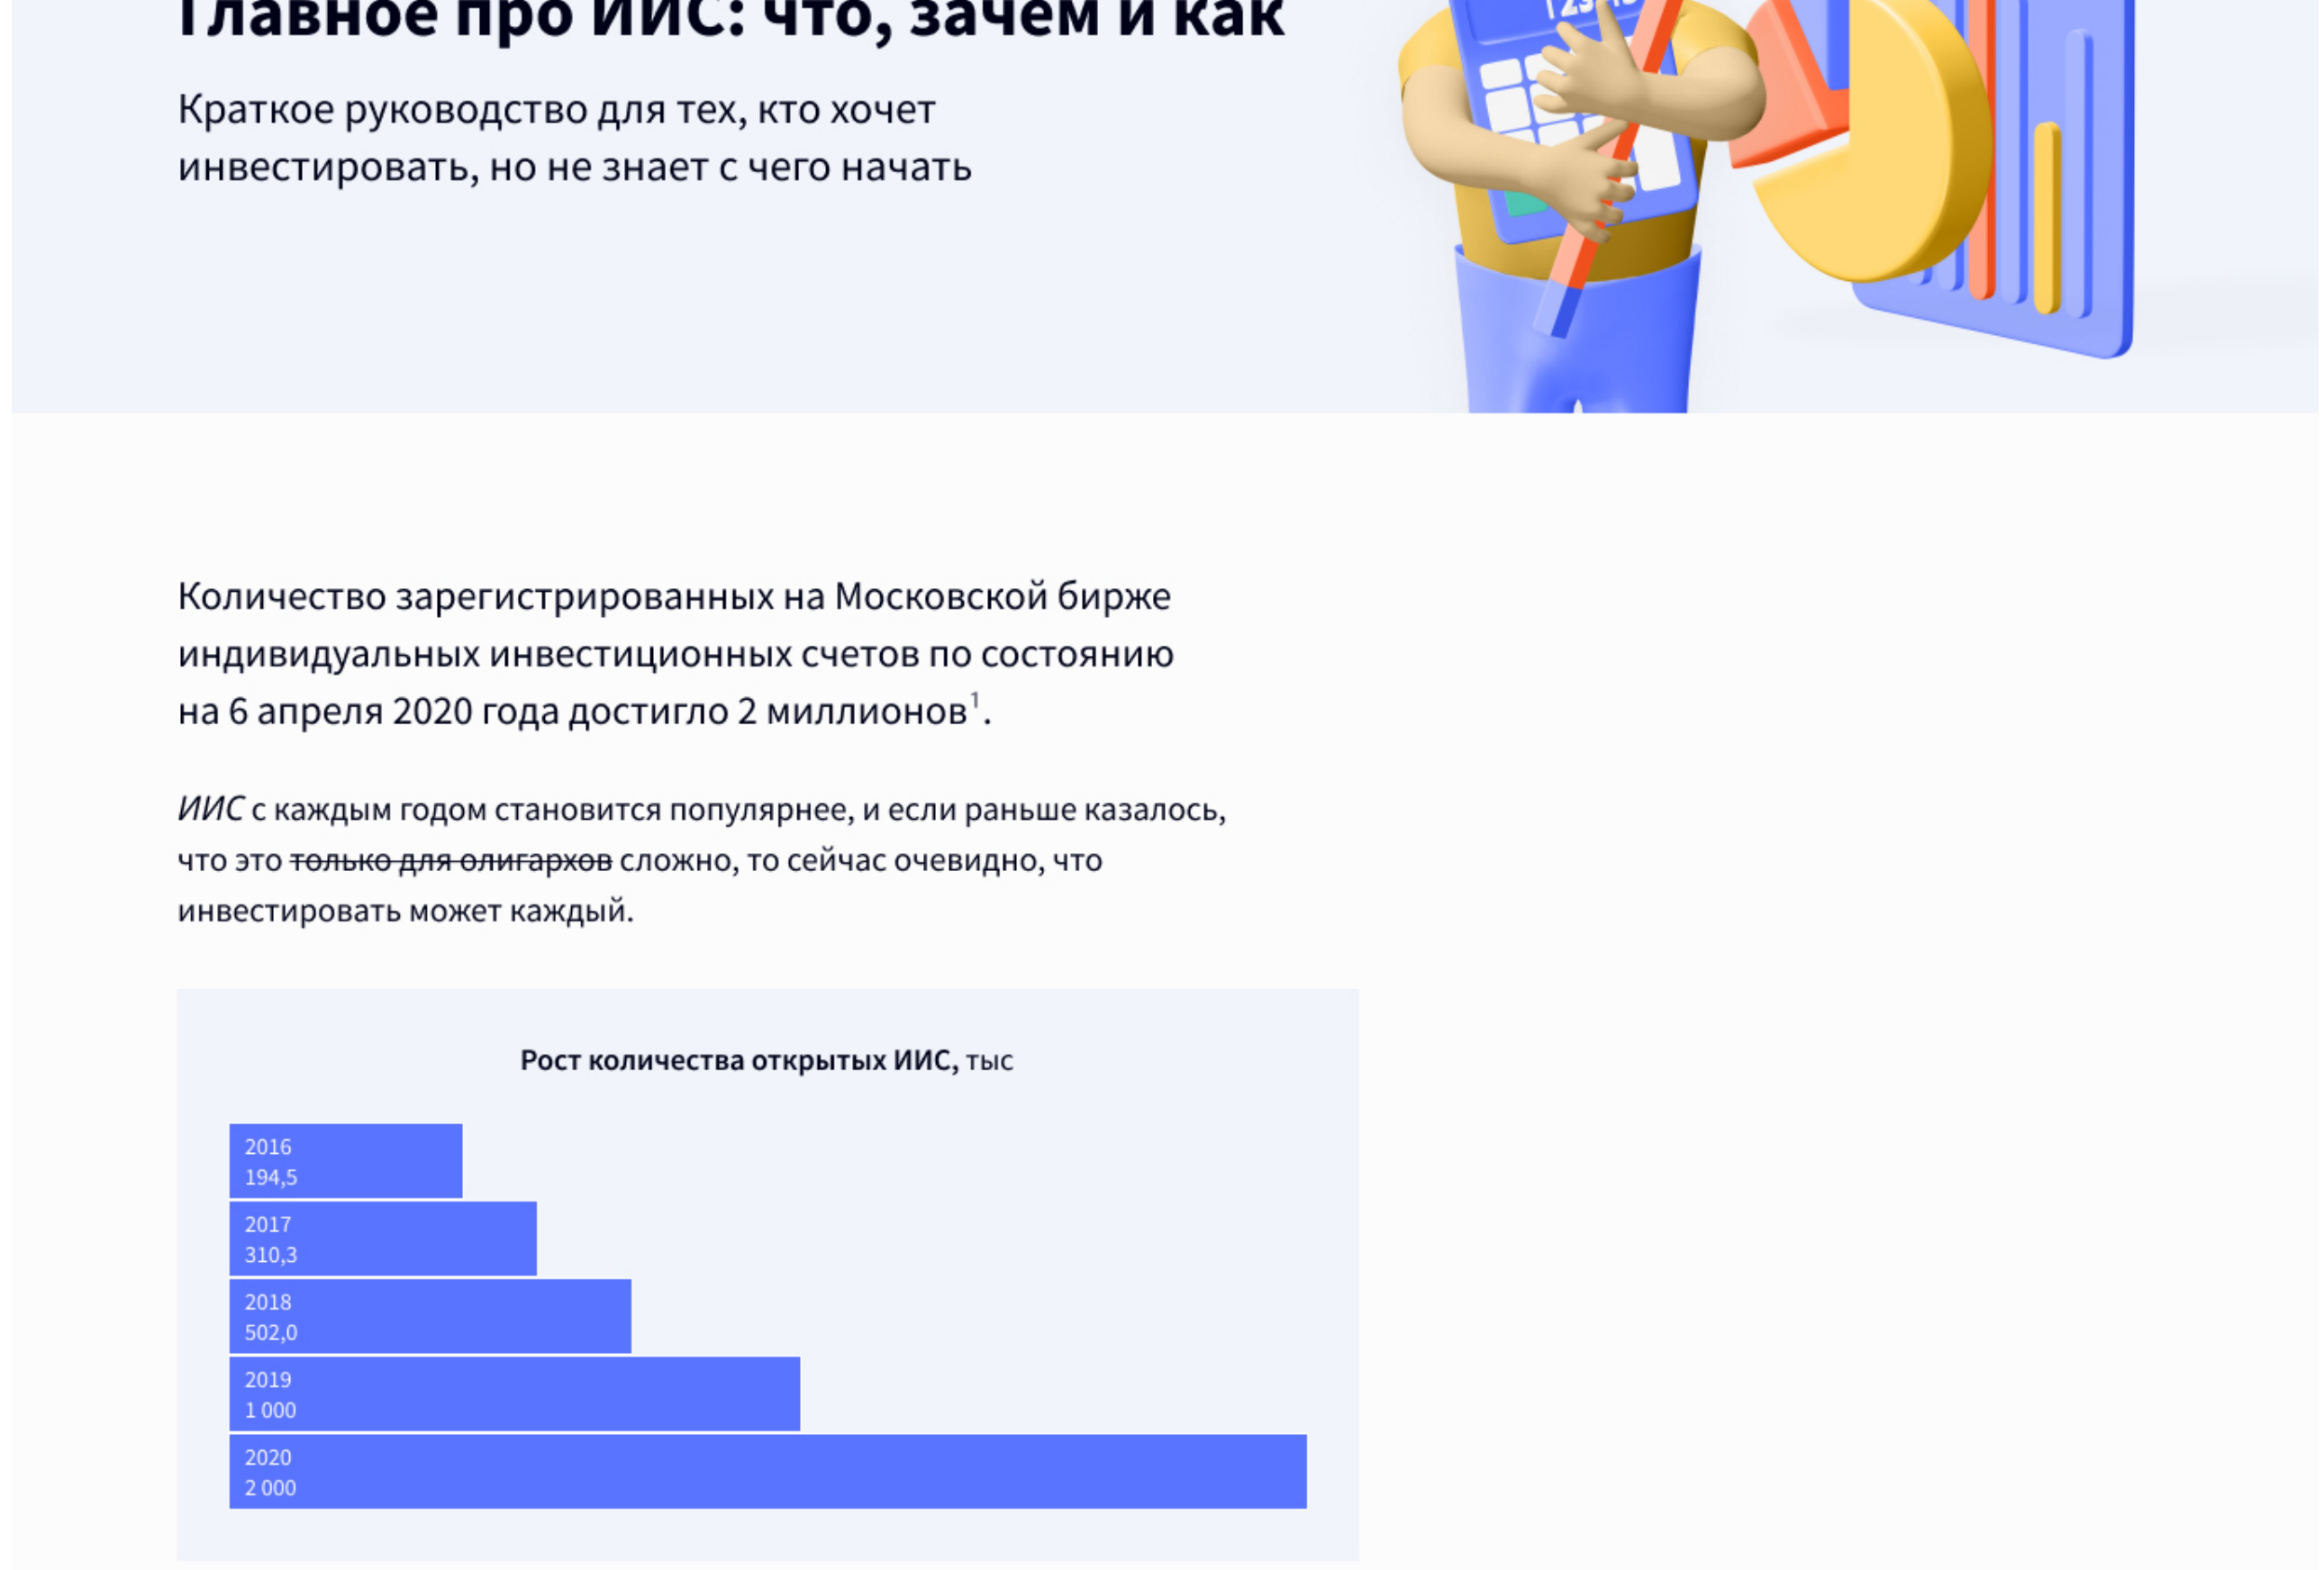 Главное про ИИС: что, зачем и как
Краткое руководство для тех, кто хочет
инвестировать, но не знает с чего начать
Количество зарегистрированных на Московской бирже
индивидуальных инвестиционных счетов по состоянию
на 6 апреля 2020 года достигло 2 миллионов¹.
ИИС с каждым годом становится популярнее, и если раньше казалось,
что это только для олигархов сложно, то сейчас очевидно, что
инвестировать может каждый.
Рост количества открытых ИИС, тыс
2016
194,5
2017
310,3
2018
502,0
2019
1 000
2020
2 000